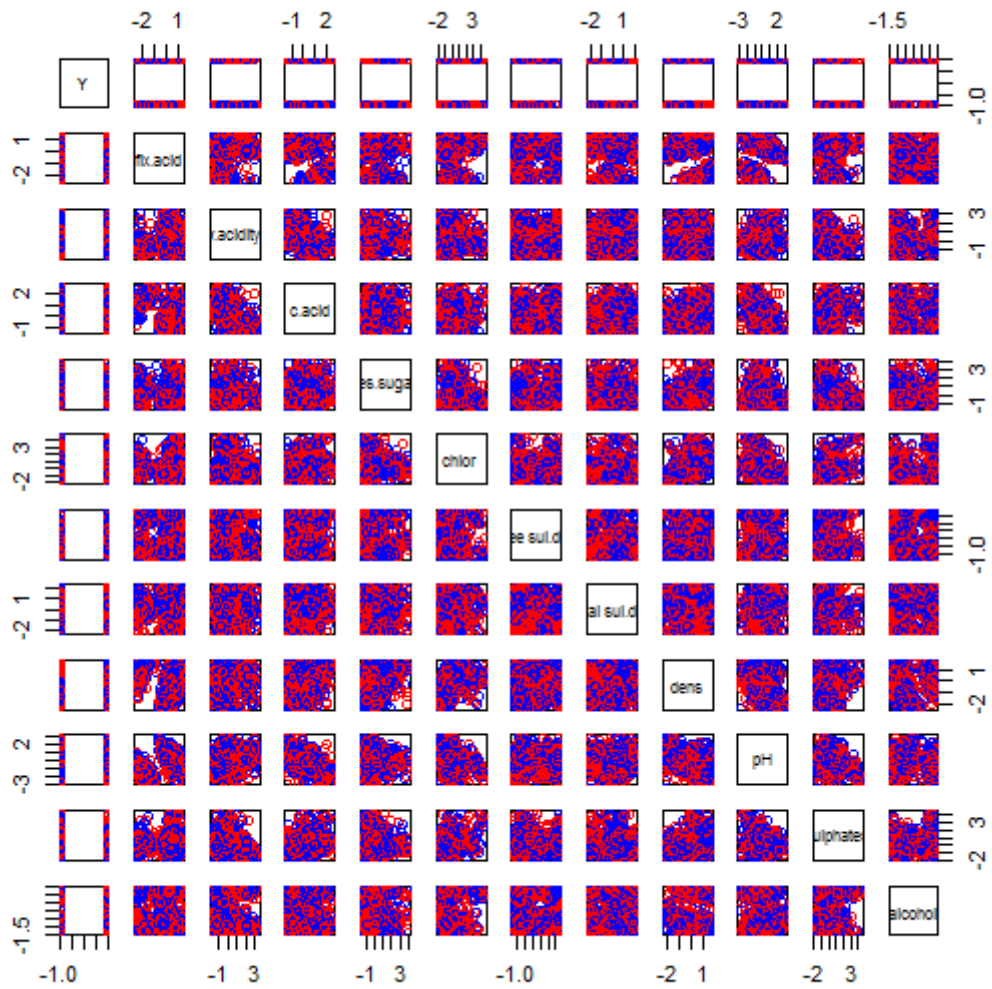 -2 1 -1 2 -2 3 -2 1 -3 2 -1.5
Y
-1.0
1
-2
fix.acid
v.acidity
3
-1
2
-1
c.acid
es.suga
3
-1
3
-2
chlor
ee sul.d
-1.0
1
-2
al sul.d
dens
1
-2
2
-3
pH
ulphates
3
-2
-1.5
alcohol
-1.0 -1 3 -1 3 -1.0 -2 1 -2 3